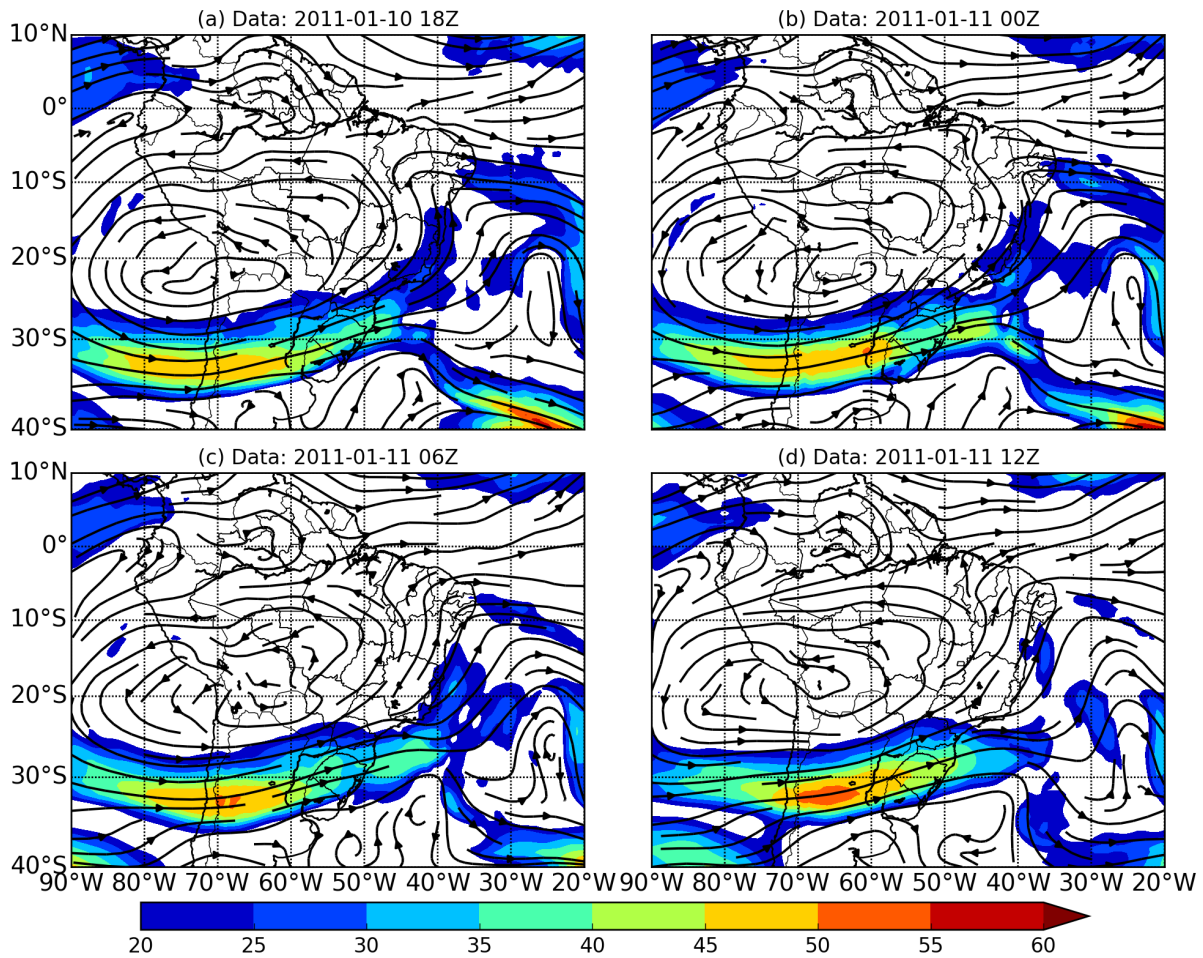 (a) Data: 2011-01-10 18Z
(b) Data: 2011-01-11 00Z
10°N
0°
10°S
20°S
30°S
40°S
(c) Data: 2011-01-11 06Z
(d) Data: 2011-01-11 12Z
10°N
0°
10°S
20°S
30°S
40°S
90°W 80°W 70°W 60°W 50°W 40°W 30°W 20°W 90°W 80°W 70°W 60°W 50°W 40°W 30°W 20°W
20 25 30 35 40 45 50 55 60